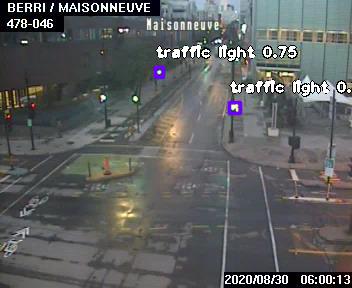 BERRI / MAISONNEUVE
478-046
Maisonneuve
traffic light 0.75
traffic light 0.
2020/08/30 06:00:13